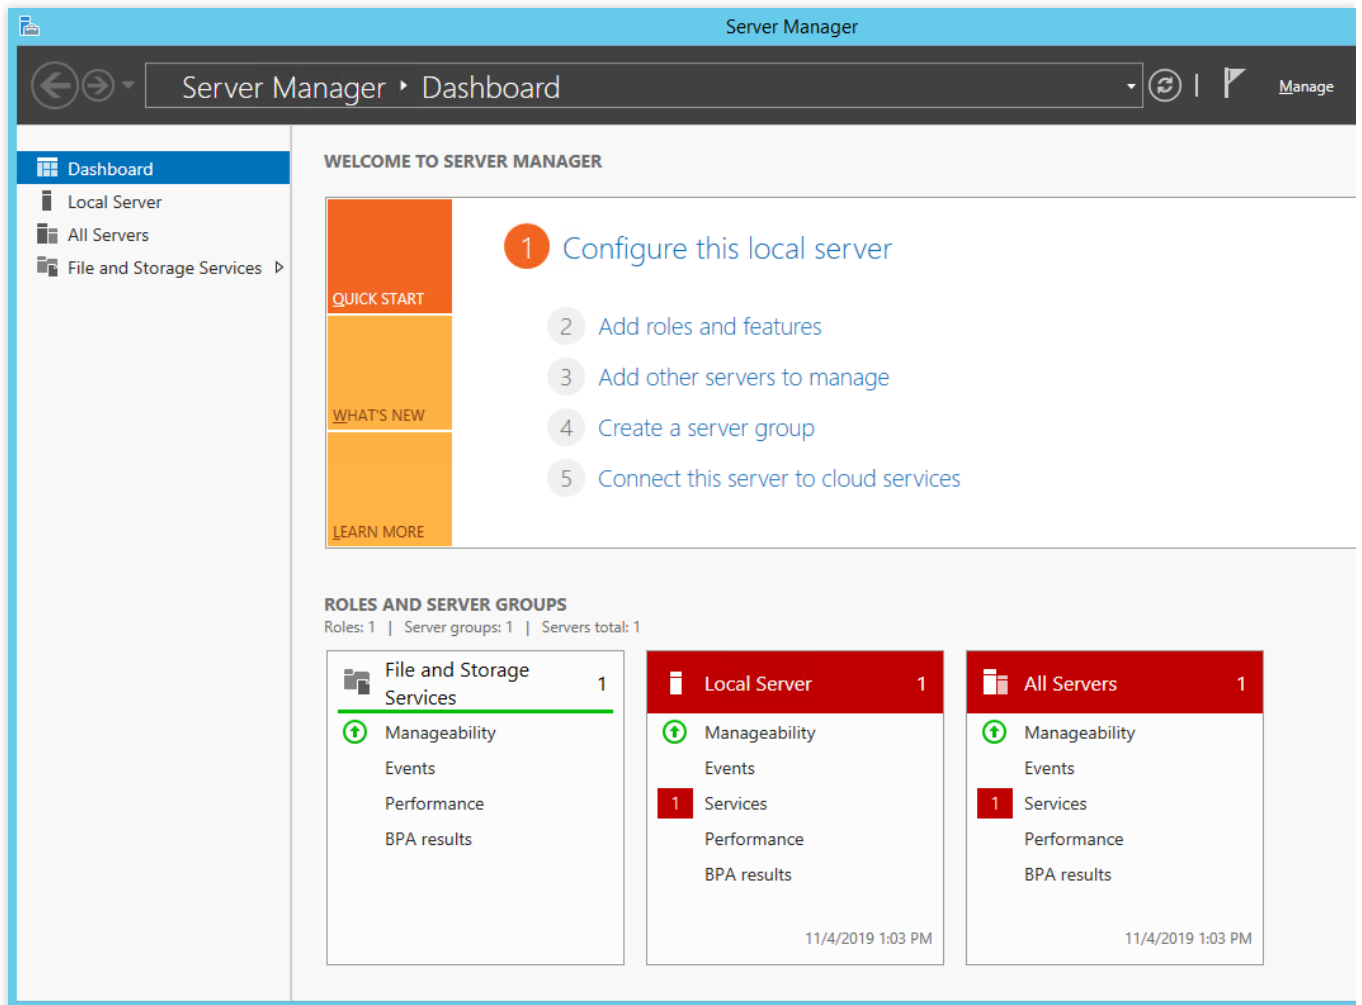 Server Manager
Server Manager ‣ Dashboard
Manage
Dashboard
Local Server
All Servers
File and Storage Services
WELCOME TO SERVER MANAGER
QUICK START
WHAT'S NEW
LEARN MORE
1 Configure this local server
2 Add roles and features
3 Add other servers to manage
4 Create a server group
5 Connect this server to cloud services
ROLES AND SERVER GROUPS
Roles: 1 | Server groups: 1 | Servers total: 1
File and Storage
Services
1
Manageability
Events
Performance
BPA results
Local Server 1
Manageability
Events
1 Services
Performance
BPA results
11/4/2019 1:03 PM
All Servers 1
Manageability
Events
1 Services
Performance
BPA results
11/4/2019 1:03 PM